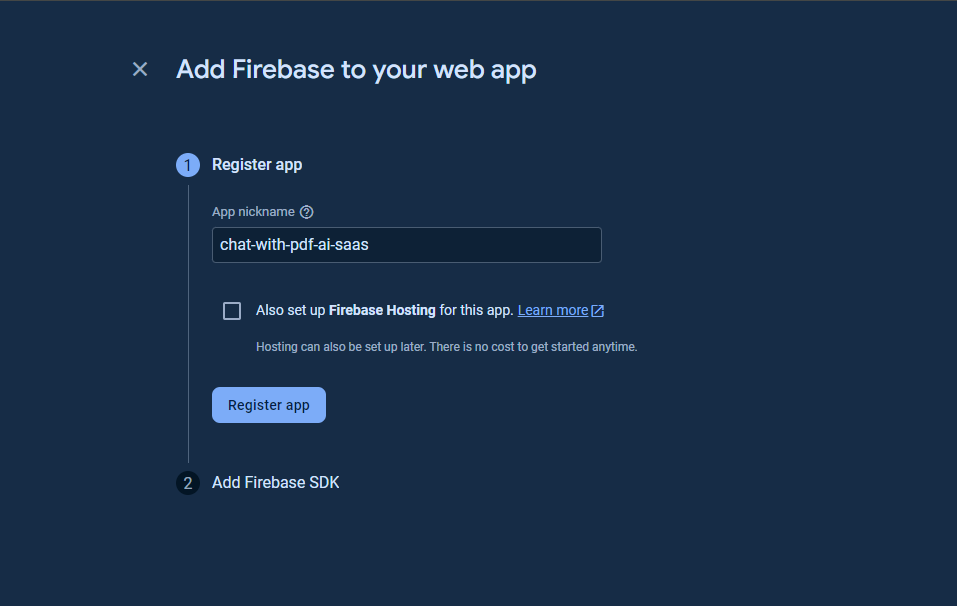 Add Firebase to your web app
1 Register app
App nickname
chat-with-pdf-ai-saas
Also set up Firebase Hosting for this app. Learn more
Hosting can also be set up later. There is no cost to get started anytime.
Register app
2 Add Firebase SDK